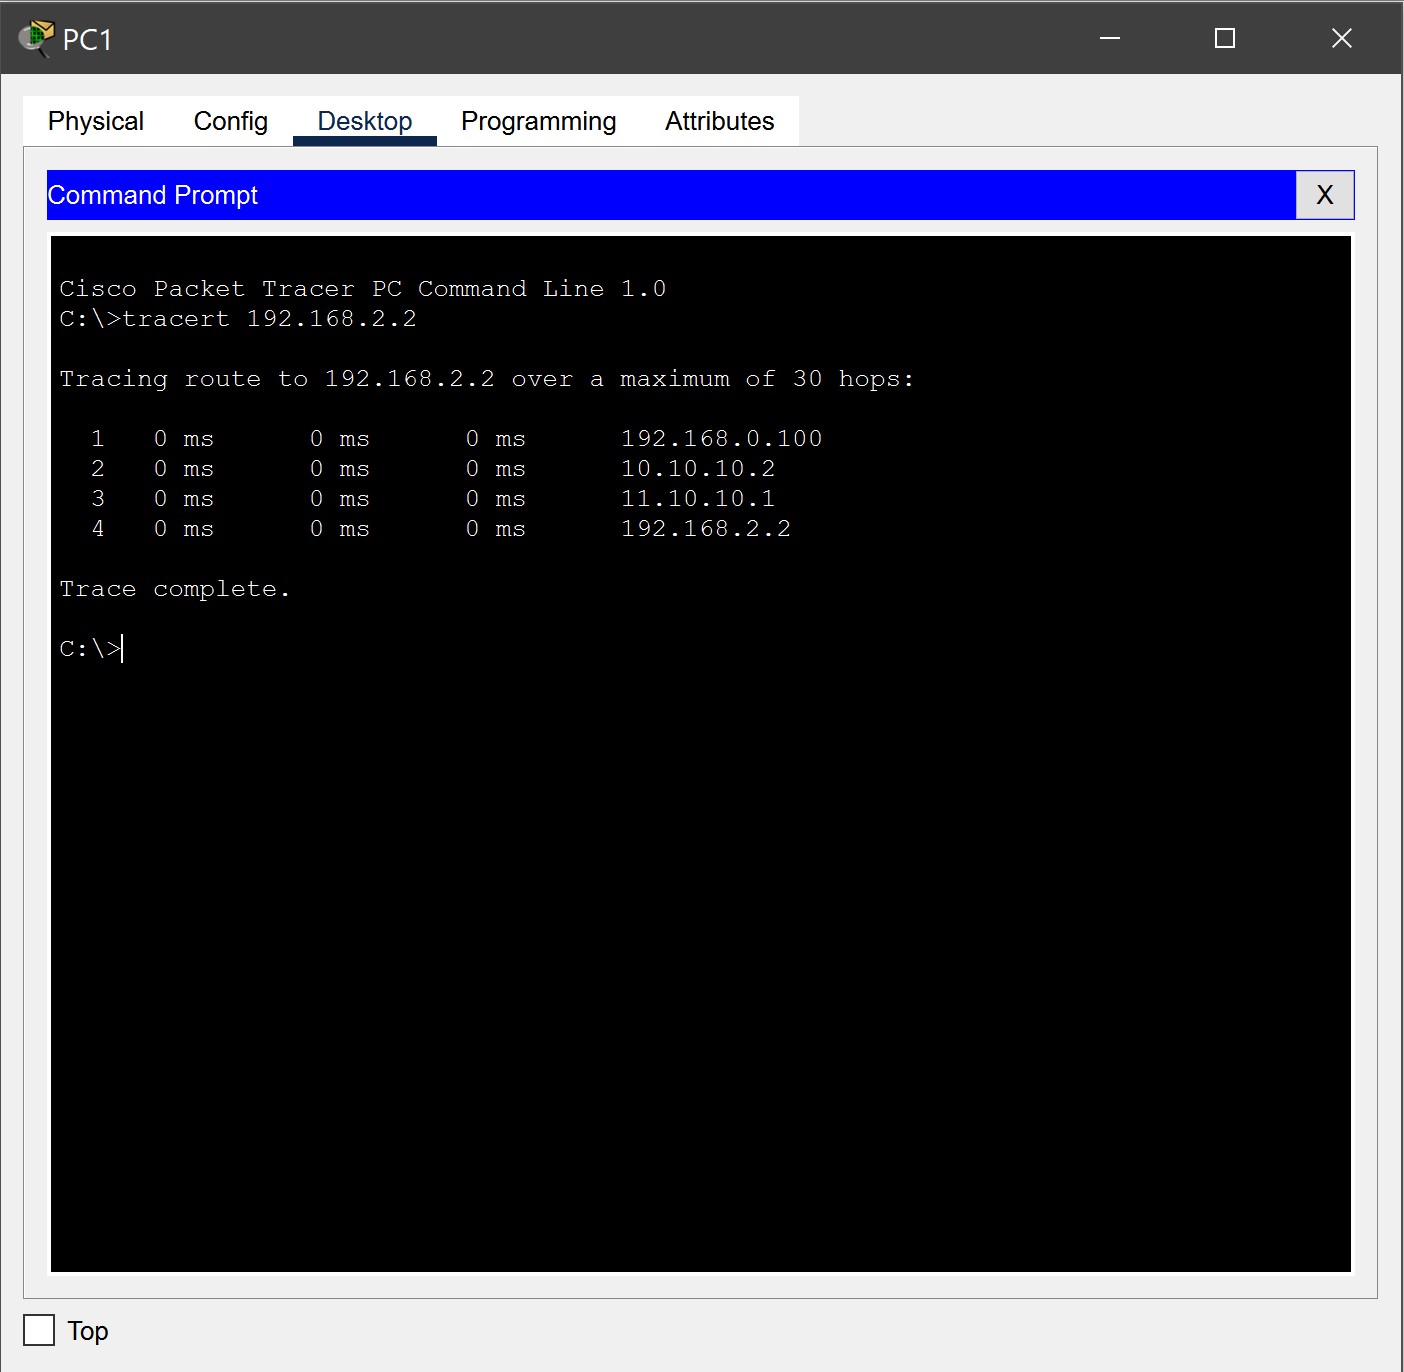 PC1
Physical Config Desktop Programming Attributes
Command Prompt X
Cisco Packet Tracer PC Command Line 1.0
C:\>tracert 192.168.2.2
Tracing route to 192.168.2.2 over a maximum of 30 hops:
1 0 ms 0 ms 0 ms 192.168.0.100
2 0 ms 0 ms 0 ms 10.10.10.2
3 0 ms 0 ms 0 ms 11.10.10.1
4 0 ms 0 ms 0 ms 192.168.2.2
Trace complete.
C:\>
Top